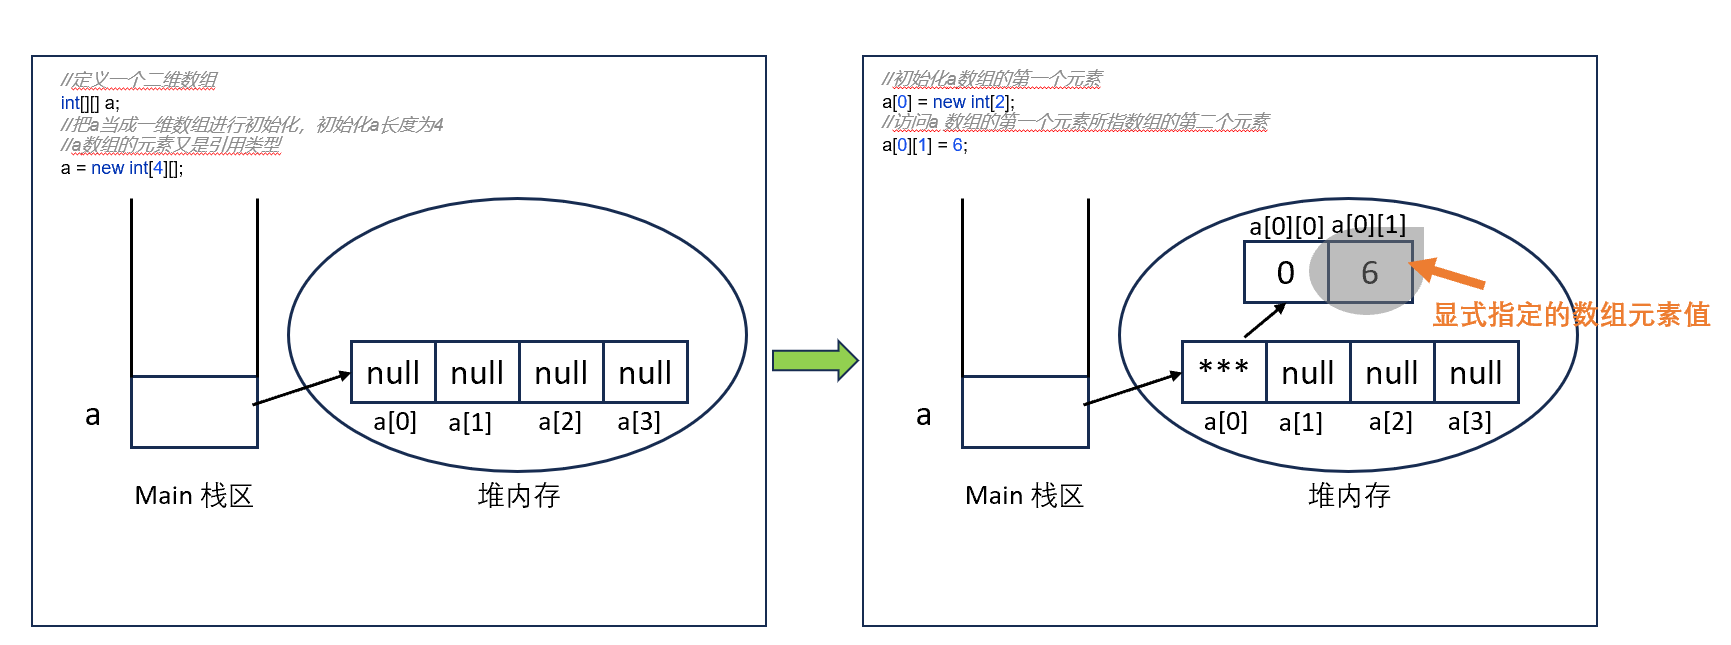 //定义一个二维数组
int[][] a;
//把a当成一维数组进行初始化，初始化a长度为4
//a数组的元素又是引用类型
a = new int[4][];
null null null null
a[0] a[1] a[2] a[3]
a
Main 栈区
堆内存
//初始化a数组的第一个元素
a[0] = new int[2];
//访问a 数组的第一个元素所指数组的第二个元素
a[0][1] = 6;
a[0][0] a[0][1]
0 6
显式指定的数组元素值
*** null null null
a[0] a[1] a[2] a[3]
a
Main 栈区
堆内存